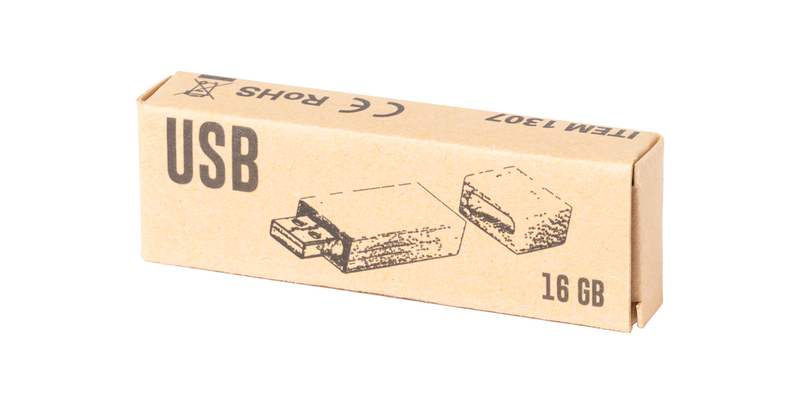 RoHS CE ITEM 1307
USB
16 GB